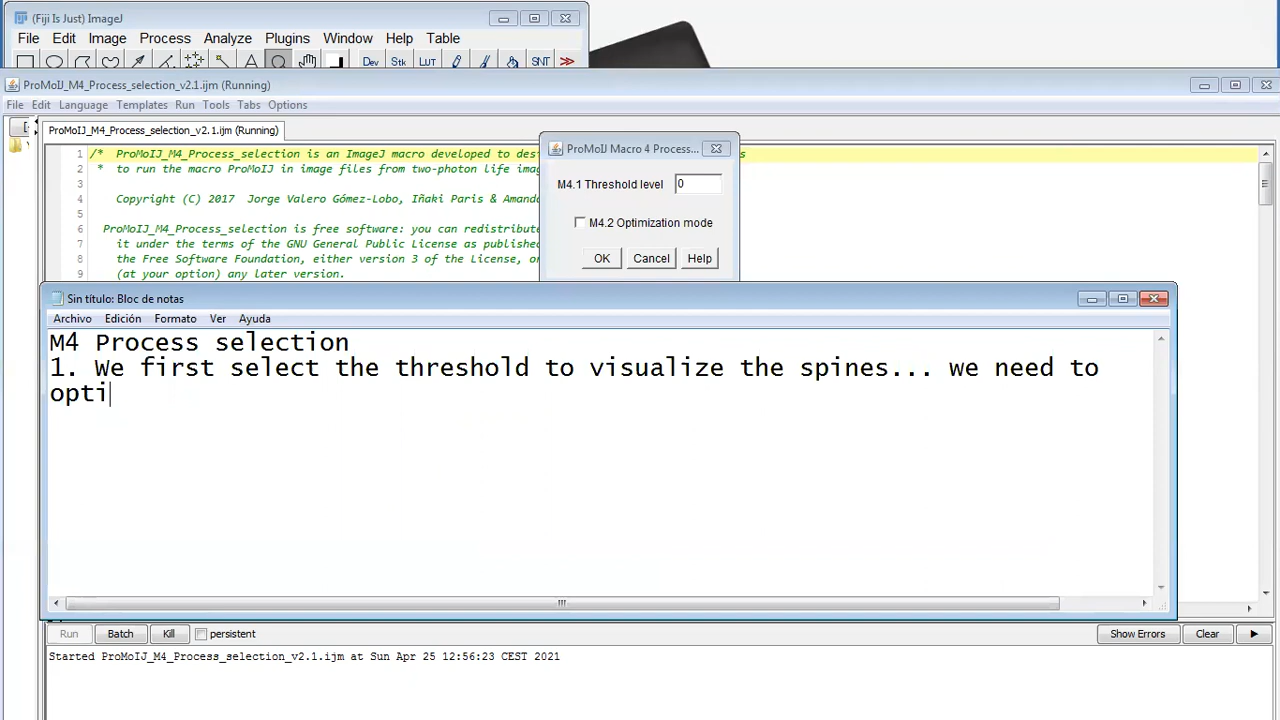 (Fiji Is Just) ImageJ
File Edit Image Process Analyze Plugins Window Help Table
Dev Stk LUT SNT
ProMoIJ_M4_Process_selection_v2.1.ijm (Running)
File Edit Language Templates Run Tools Tabs Options
ProMoIJ_M4_Process_selection_v2.1.ijm (Running)
1 /* ProMoIJ_M4_Process_selection is an ImageJ macro developed to des
2 * to run the macro ProMoIJ in image files from two-photon life imag
3
4 Copyright (C) 2017 Jorge Valero Gómez-Lobo, Iñaki Paris & Amand
5
6 ProMoIJ_M4_Process_selection is free software: you can redistribute
7 it under the terms of the GNU General Public License as published
8 the Free Software Foundation, either version 3 of the License, or
9 (at your option) any later version.
ProMoIJ Macro 4 Process...
M4.1 Threshold level 0
M4.2 Optimization mode
OK Cancel Help
Sin título: Bloc de notas
Archivo Edición Formato Ver Ayuda
M4 Process selection
1. We first select the threshold to visualize the spines... we need to
opti
Run Batch Kill persistent Show Errors Clear
Started ProMoIJ_M4_Process_selection_v2.1.ijm at Sun Apr 25 12:56:23 CEST 2021